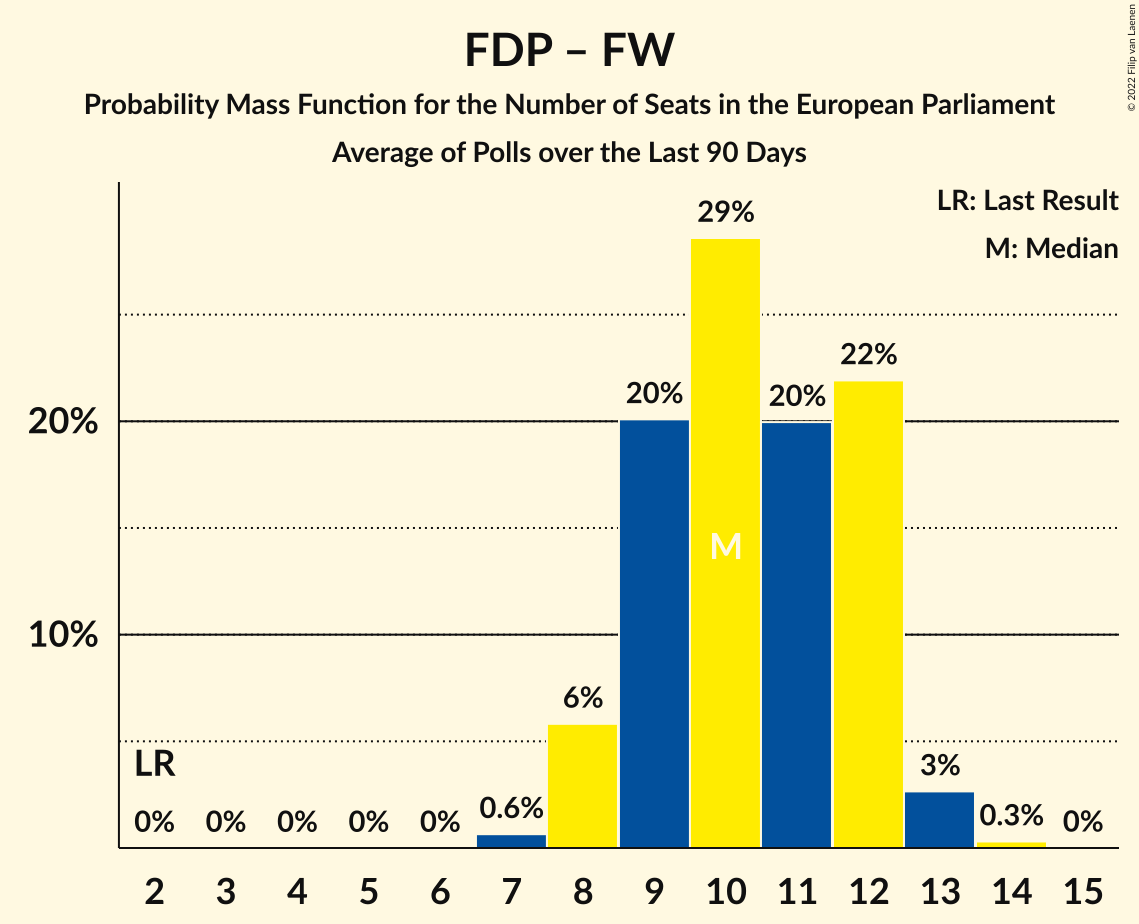 FDP – FW
Probability Mass Function for the Number of Seats in the European Parliament
Average of Polls over the Last 90 Days
© 2022 Filip van Laenen
LR: Last Result
M: Median
29%
22%
20%
20%
20%
M
10%
6%
LR
3%
0%
0%
0%
0%
0%
0.6%
0.3%
0%
2 3 4 5 6 7 8 9 10 11 12 13 14 15